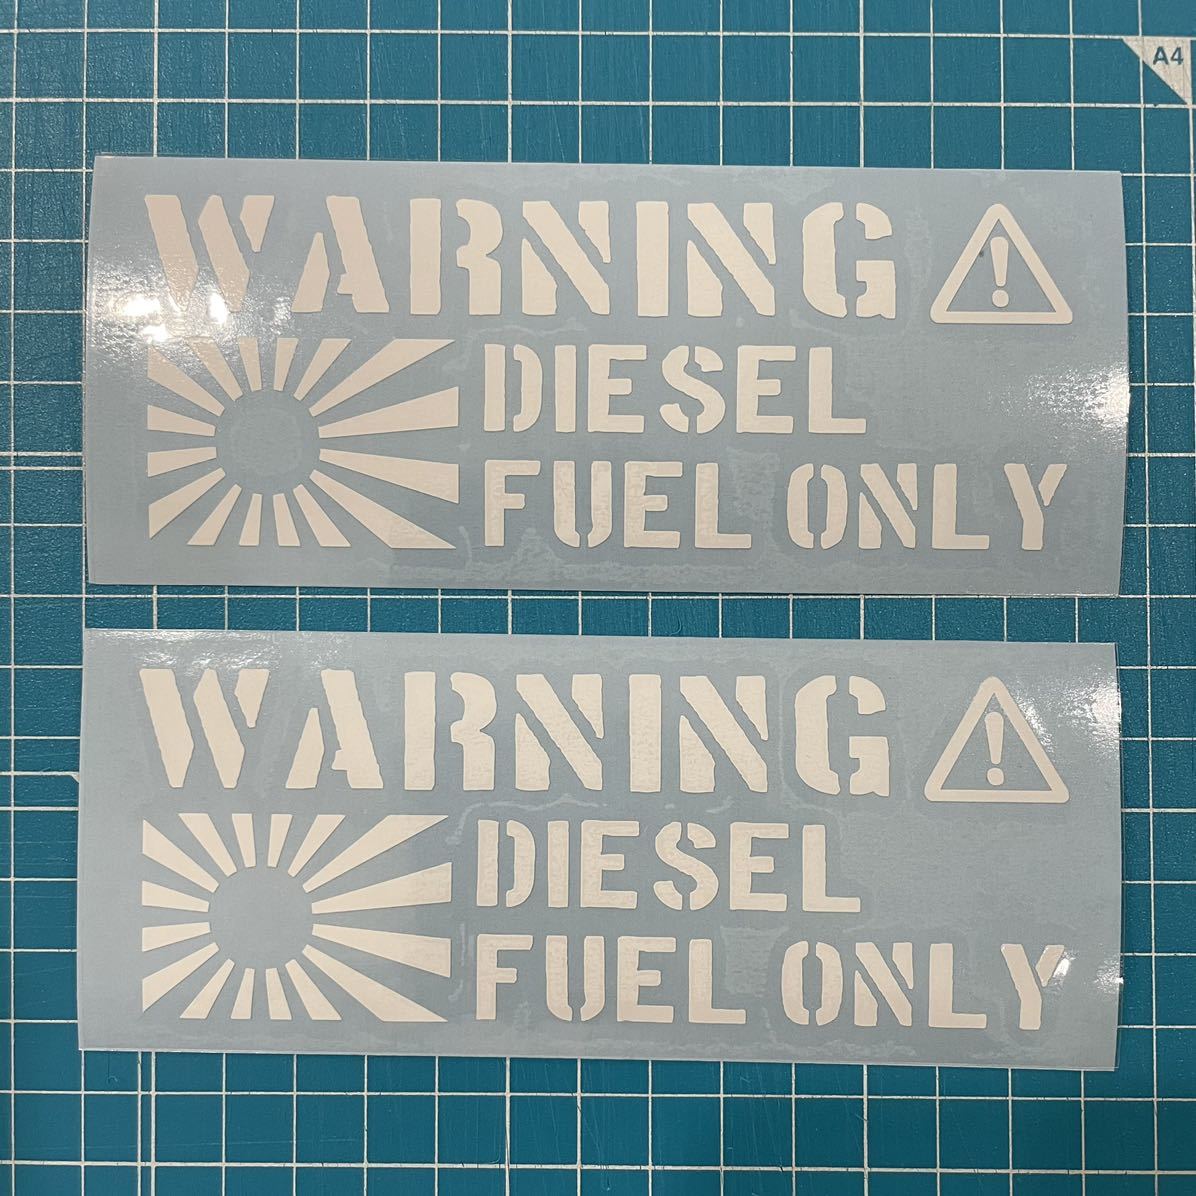 A4
WARNING
DIESEL
FUEL ONLY
WARNING
DIESEL
FUEL ONLY